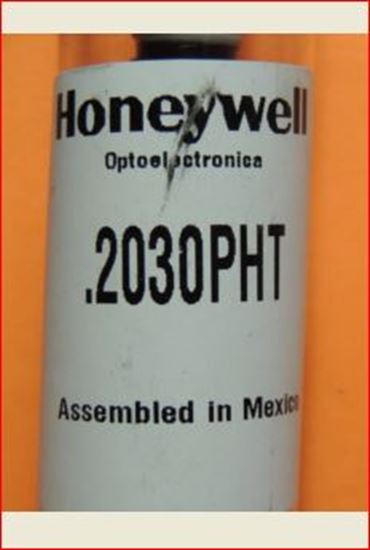 Honeywell
Optoelectronica
.2030PHT
Assembled in Mexico